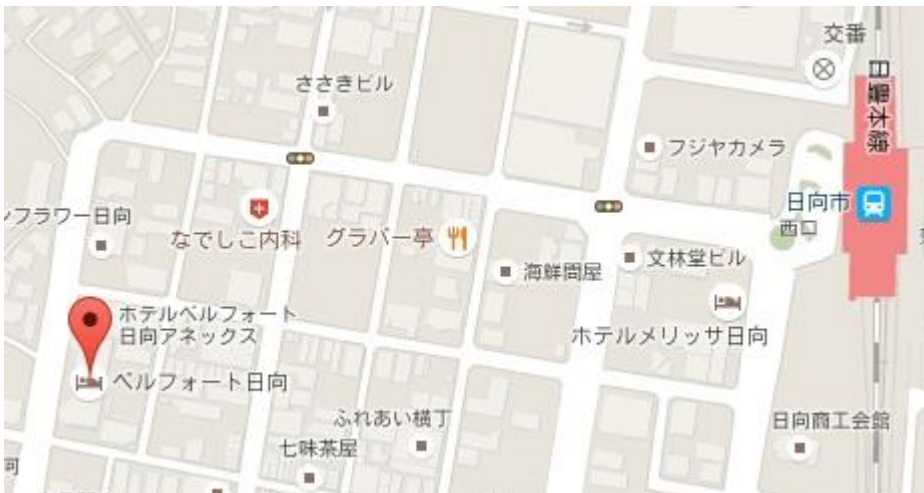 交番
日豊本線
ささきビル
フジヤカメラ
日向市
西口
フラワー日向
なでしこ内科
グラバー亭
海鮮問屋
文林堂ビル
ホテルベルフォート
日向アネックス
ホテルメリッサ日向
ベルフォート日向
ふれあい横丁
日向商工会館
七味茶屋